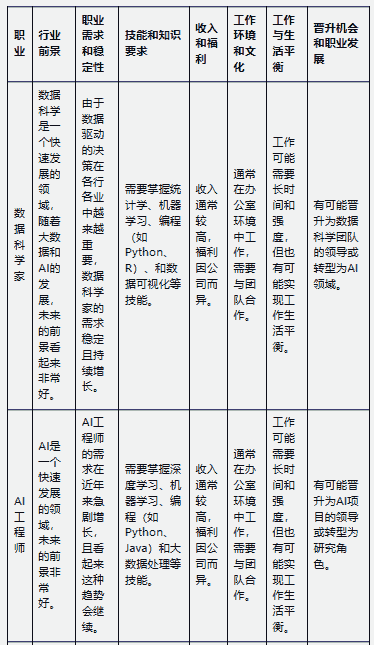 职
业
行业
前景
职业
需求
和稳
定性
技能和知识
要求
收入
和福
利
工作
环境
和文
化
工作
与生
活平
衡
晋升机会
和职业发
展
数
据
科
学
家
数据
科学
是一
个快
速发
展的
领
域，
随着
大数
据和
AI的
发
展，
未来
的前
景看
起来
非常
好。
由于
数据
驱动
的决
策在
各行
各业
中越
来越
重
要，
数据
科学
家的
需求
稳定
且持
续增
长。
需要掌握统
计学、机器
学习、编程
（如
Python、
R）、和数
据可视化等
技能。
收入
通常
较
高，
福利
因公
司而
异。
通常
在办
公室
环境
中工
作，
需要
与团
队合
作。
工作
可能
需要
长时
间和
强
度，
但也
有可
能实
现工
作生
活平
衡。
有可能晋
升为数据
科学团队
的领导或
转型为AI
领域。
AI
工
程
师
AI是
一个
快速
发展
的领
域，
未来
的前
景非
常
好。
AI工
程师
的需
求在
近年
来急
剧增
长，
且看
起来
这种
趋势
会继
续。
需要掌握深
度学习、机
器学习、编
程（如
Python、
Java）和大
数据处理等
技能。
收入
通常
较
高，
福利
因公
司而
异。
通常
在办
公室
环境
中工
作，
需要
与团
队合
作。
工作
可能
需要
长时
间和
强
度，
但也
有可
能实
现工
作生
活平
衡。
有可能晋
升为AI项
目的领导
或转型为
研究角
色。